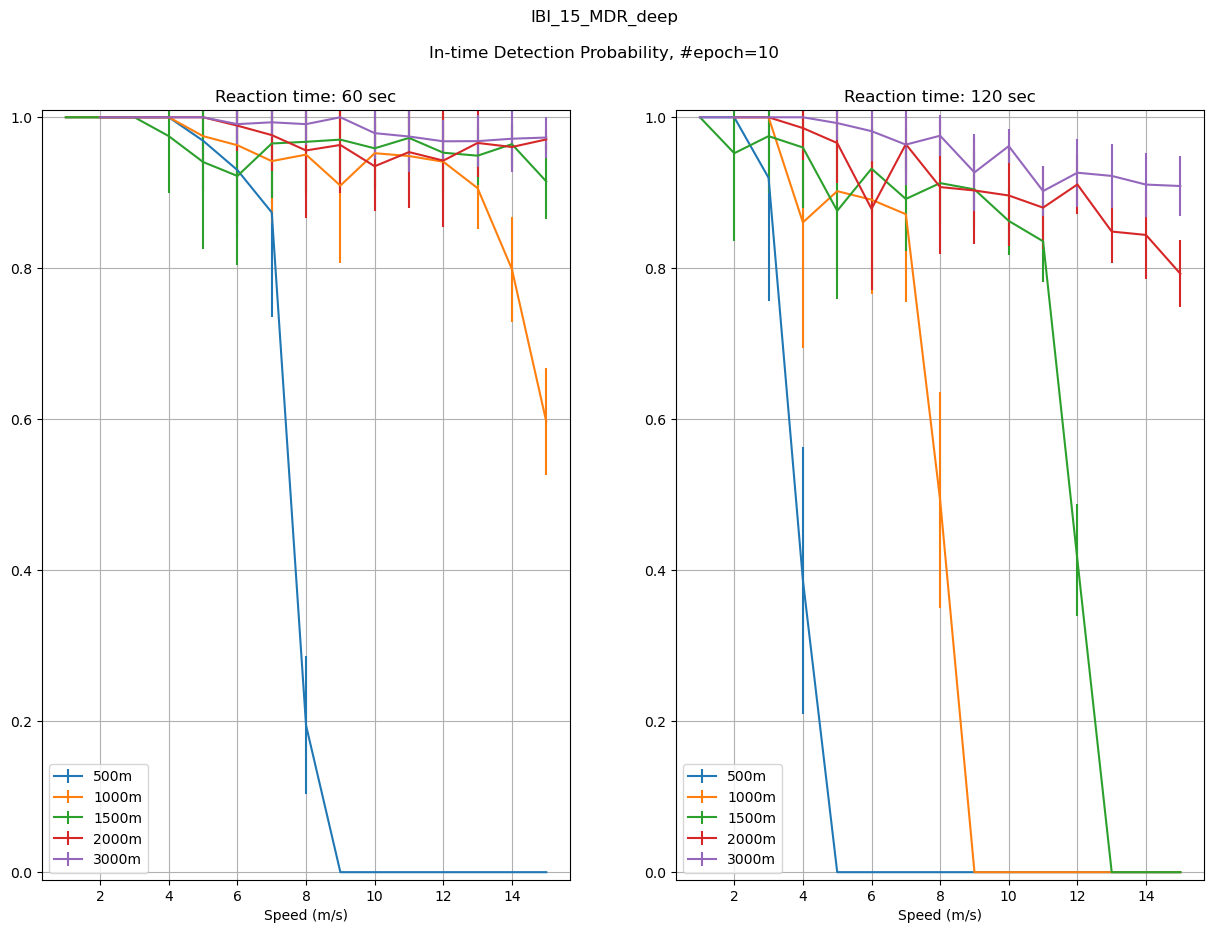 IBI_15_MDR_deep
In-time Detection Probability, #epoch=10
Reaction time: 60 sec
1.0
0.8
0.6
0.4
0.2
0.0
500m
1000m
1500m
2000m
3000m
2 4 6 8 10 12 14
Speed (m/s)
Reaction time: 120 sec
1.0
0.8
0.6
0.4
0.2
0.0
500m
1000m
1500m
2000m
3000m
2 4 6 8 10 12 14
Speed (m/s)